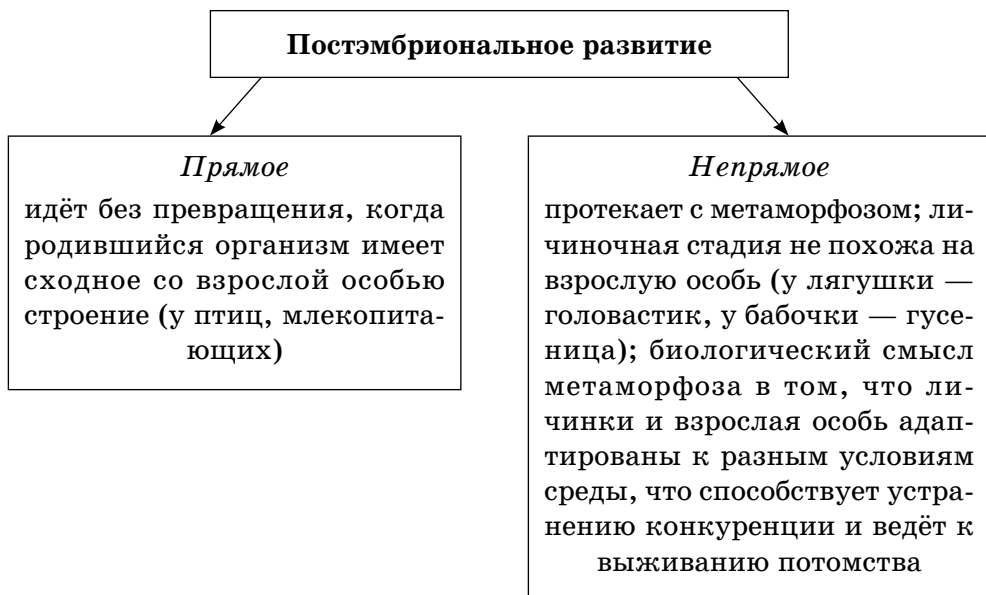 Постэмбриональное развитие
Прямое
идёт без превращения, когда
родившийся организм имеет
сходное со взрослой особью
строение (у птиц, млекопита-
ющих)
Непрямое
протекает с метаморфозом; ли-
чиночная стадия не похожа на
взрослую особь (у лягушки —
головастик, у бабочки — гусе-
ница); биологический смысл
метаморфоза в том, что ли-
чинки и взрослая особь адап-
тированы к разным условиям
среды, что способствует устра-
нению конкуренции и ведёт к
выживанию потомства